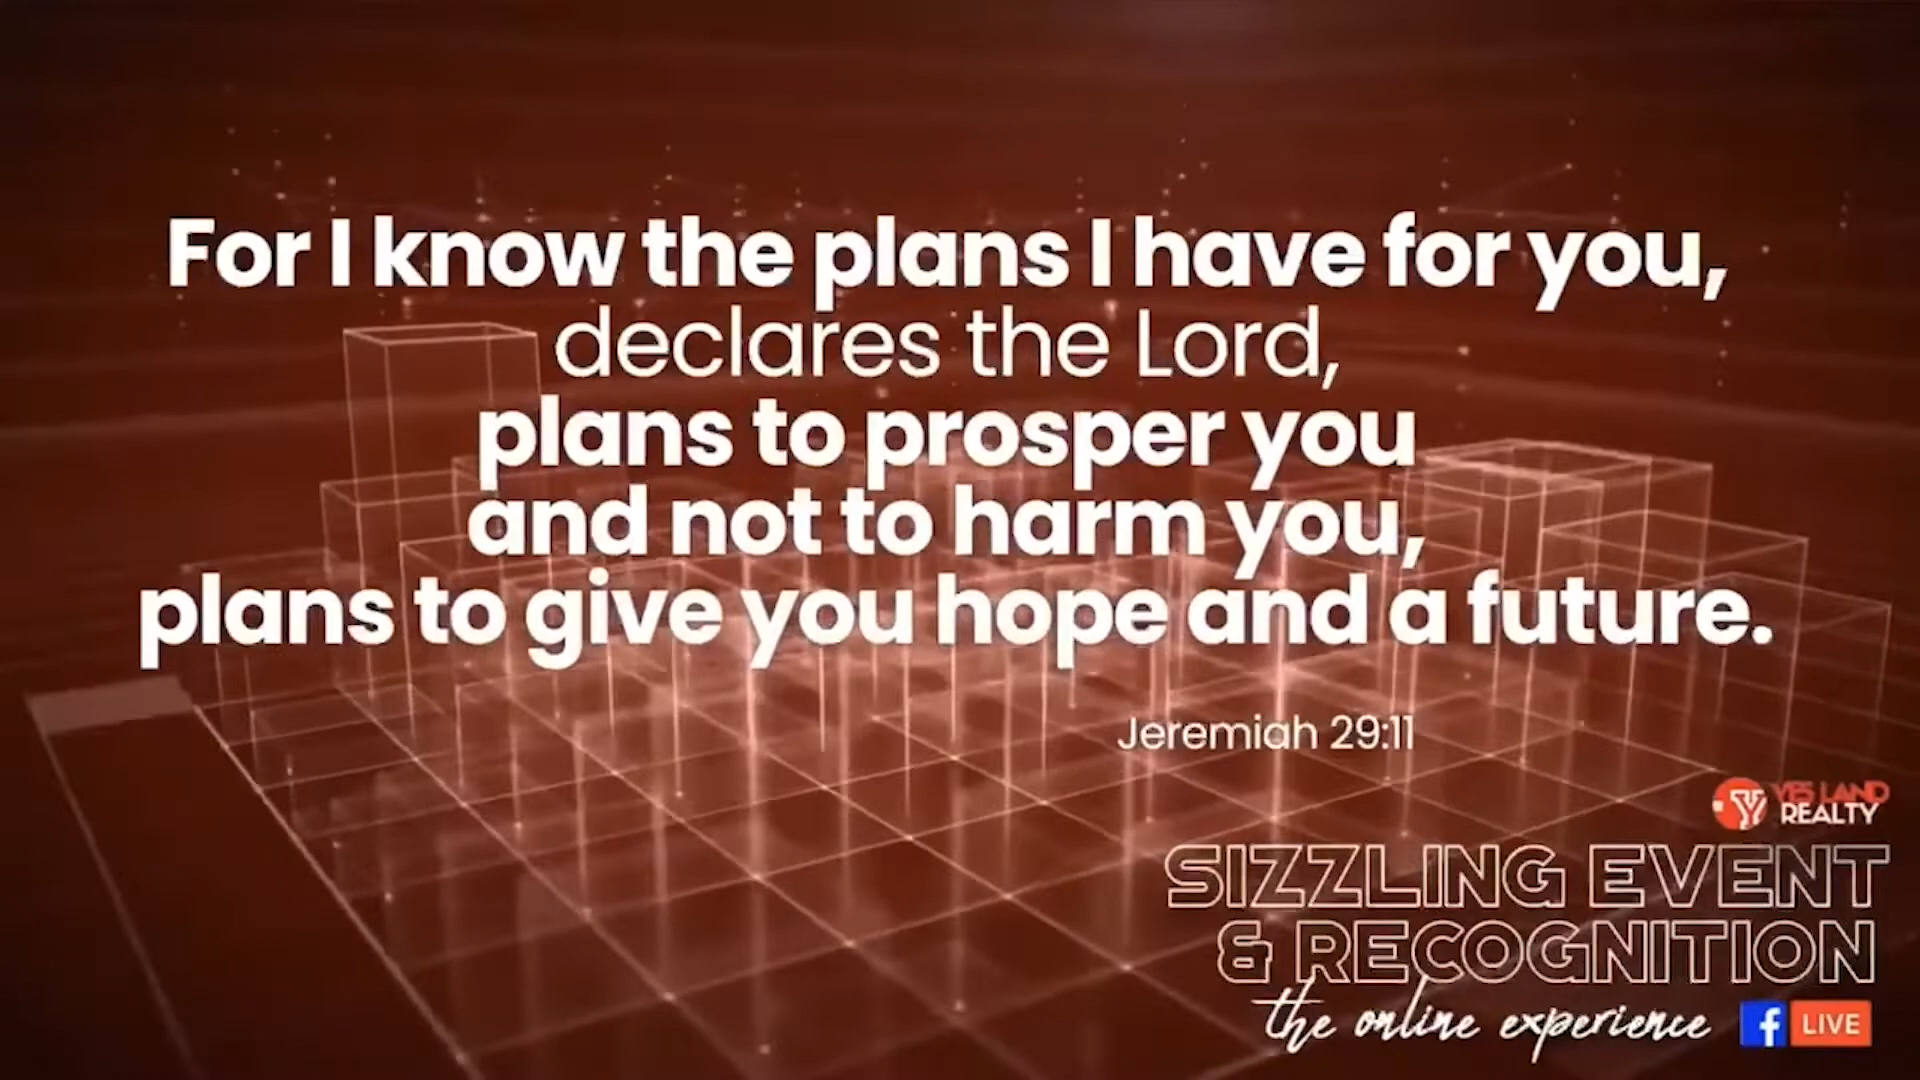 For I know the plans I have for you,
declares the Lord,
plans to prosper you
and not to harm you,
plans to give you hope and a future.
Jeremiah 29:11
YES LAND
REALTY
SIZZLING EVENT
& RECOGNITION
the online experience
f LIVE